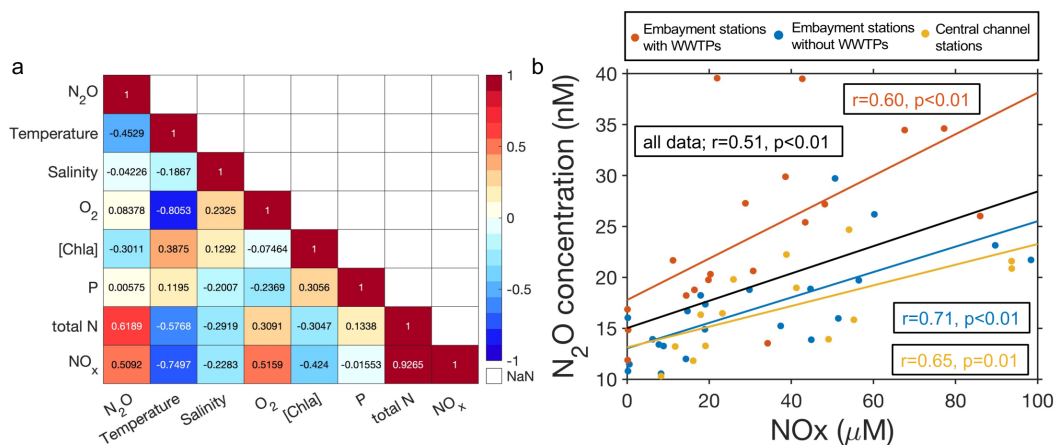 Embayment stations with WWTPs
Embayment stations without WWTPs
Central channel stations
a
N2O
1
Temperature
-0.4529
1
Salinity
-0.04226
-0.1867
1
O2
0.08378
-0.8053
0.2325
1
[Chla]
-0.3011
0.3875
0.1292
-0.07464
1
P
0.00575
0.1195
-0.2007
-0.2369
0.3056
1
total N
0.6189
-0.5768
-0.2919
0.3091
-0.3047
0.1338
1
NOx
0.5092
-0.7497
-0.2283
0.5159
-0.424
-0.01553
0.9265
1
N2O
Temperature
Salinity
O2
[Chla]
P
total N
NOx
1
0.5
0
-0.5
-1
NaN
b
N2O concentration (nM)
40
35
30
25
20
15
10
r=0.60, p<0.01
all data; r=0.51, p<0.01
r=0.71, p<0.01
r=0.65, p=0.01
0
20
40
60
80
100
NOx (μM)